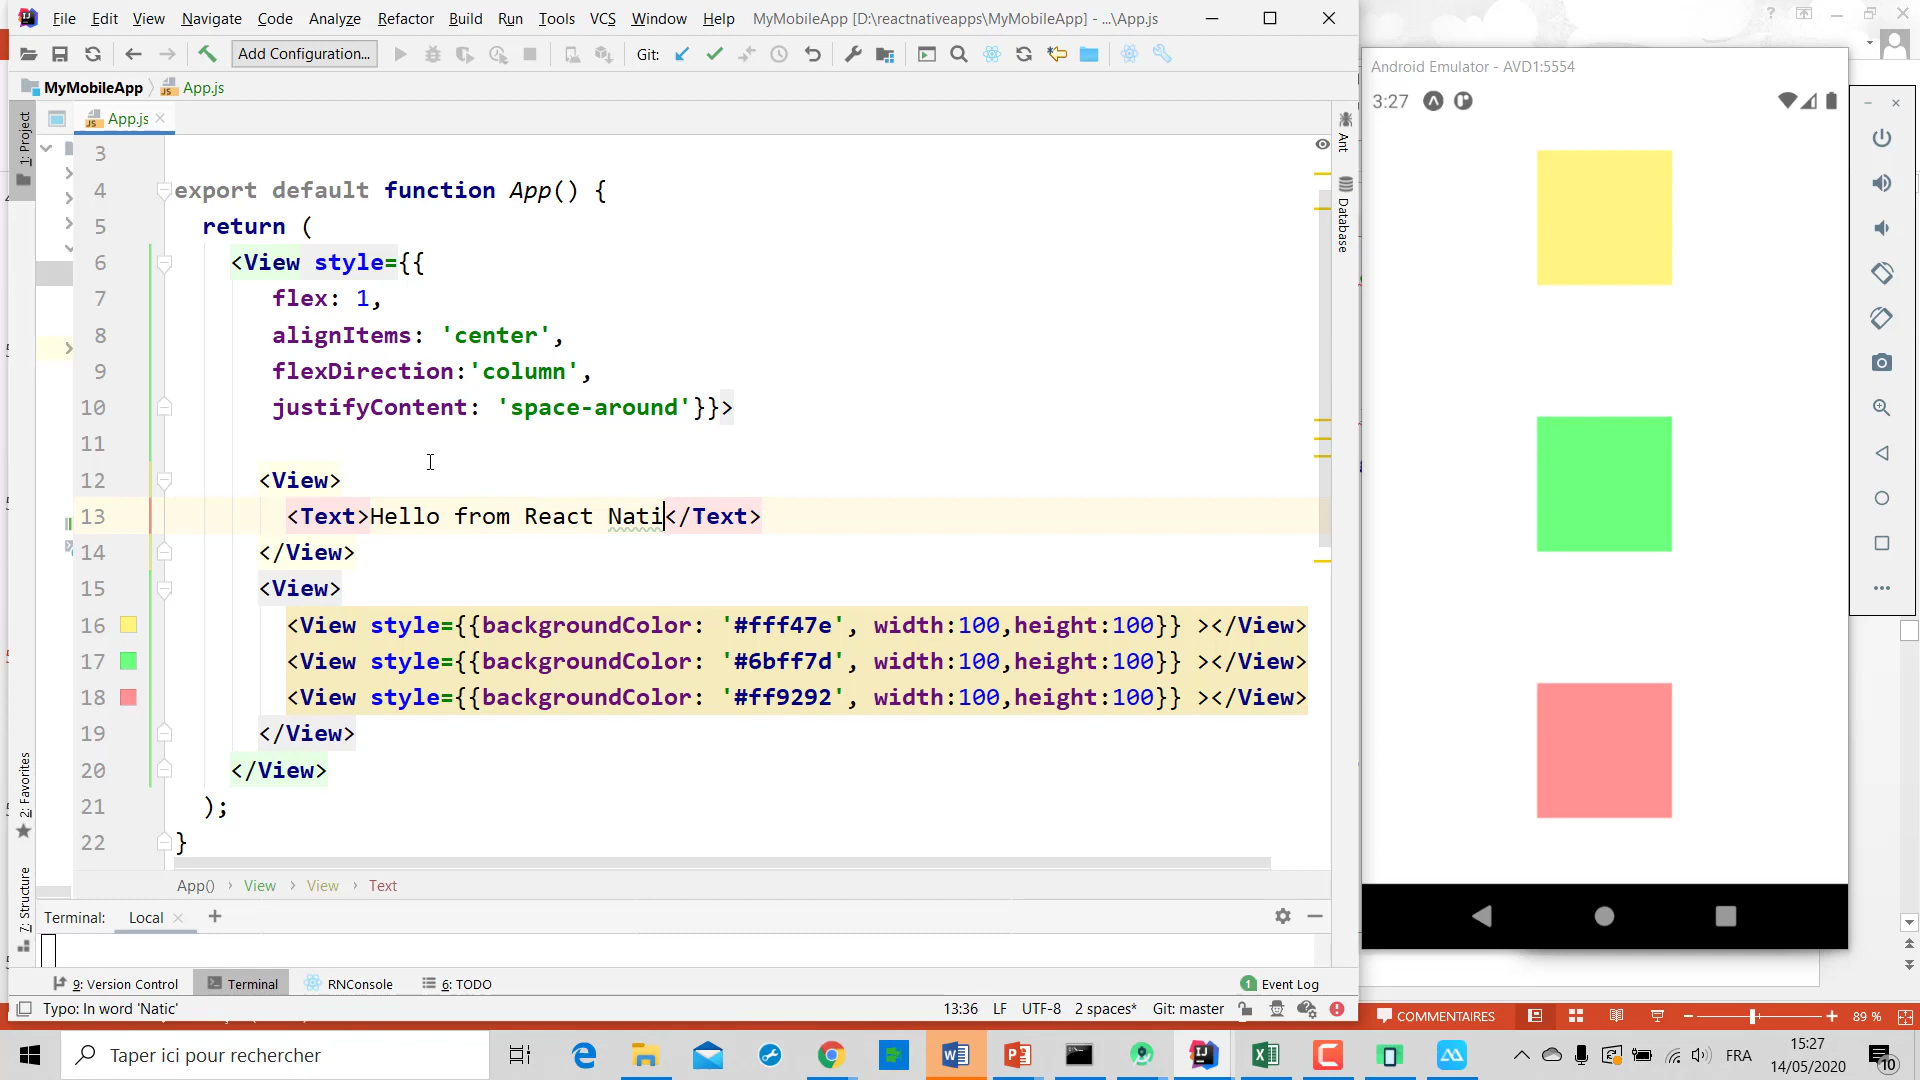 File Edit View Navigate Code Analyze Refactor Build Run Tools VCS Window Help MyMobileApp [D:\reactnativeapps\MyMobileApp] - ...\App.js
Add Configuration... Git:
MyMobileApp App.js
App.js
1: Project
Ant
Database
2: Favorites
7: Structure
3
4 export default function App() {
5 return (
6 <View style={{
7 flex: 1,
8 alignItems: 'center',
9 flexDirection:'column',
10 justifyContent: 'space-around'}}>
11
12 <View>
13 <Text>Hello from React Nati</Text>
14 </View>
15 <View>
16 <View style={{backgroundColor: '#fff47e', width:100,height:100}} ></View>
17 <View style={{backgroundColor: '#6bff7d', width:100,height:100}} ></View>
18 <View style={{backgroundColor: '#ff9292', width:100,height:100}} ></View>
19 </View>
20 </View>
21 );
22 }
App() › View › View › Text
Terminal: Local +
9: Version Control Terminal RNConsole 6: TODO 1 Event Log
Typo: In word 'Natic' 13:36 LF UTF-8 2 spaces* Git: master
Android Emulator - AVD1:5554
3:27
COMMENTAIRES 89 %
Taper ici pour rechercher
FRA
15:27
14/05/2020
10